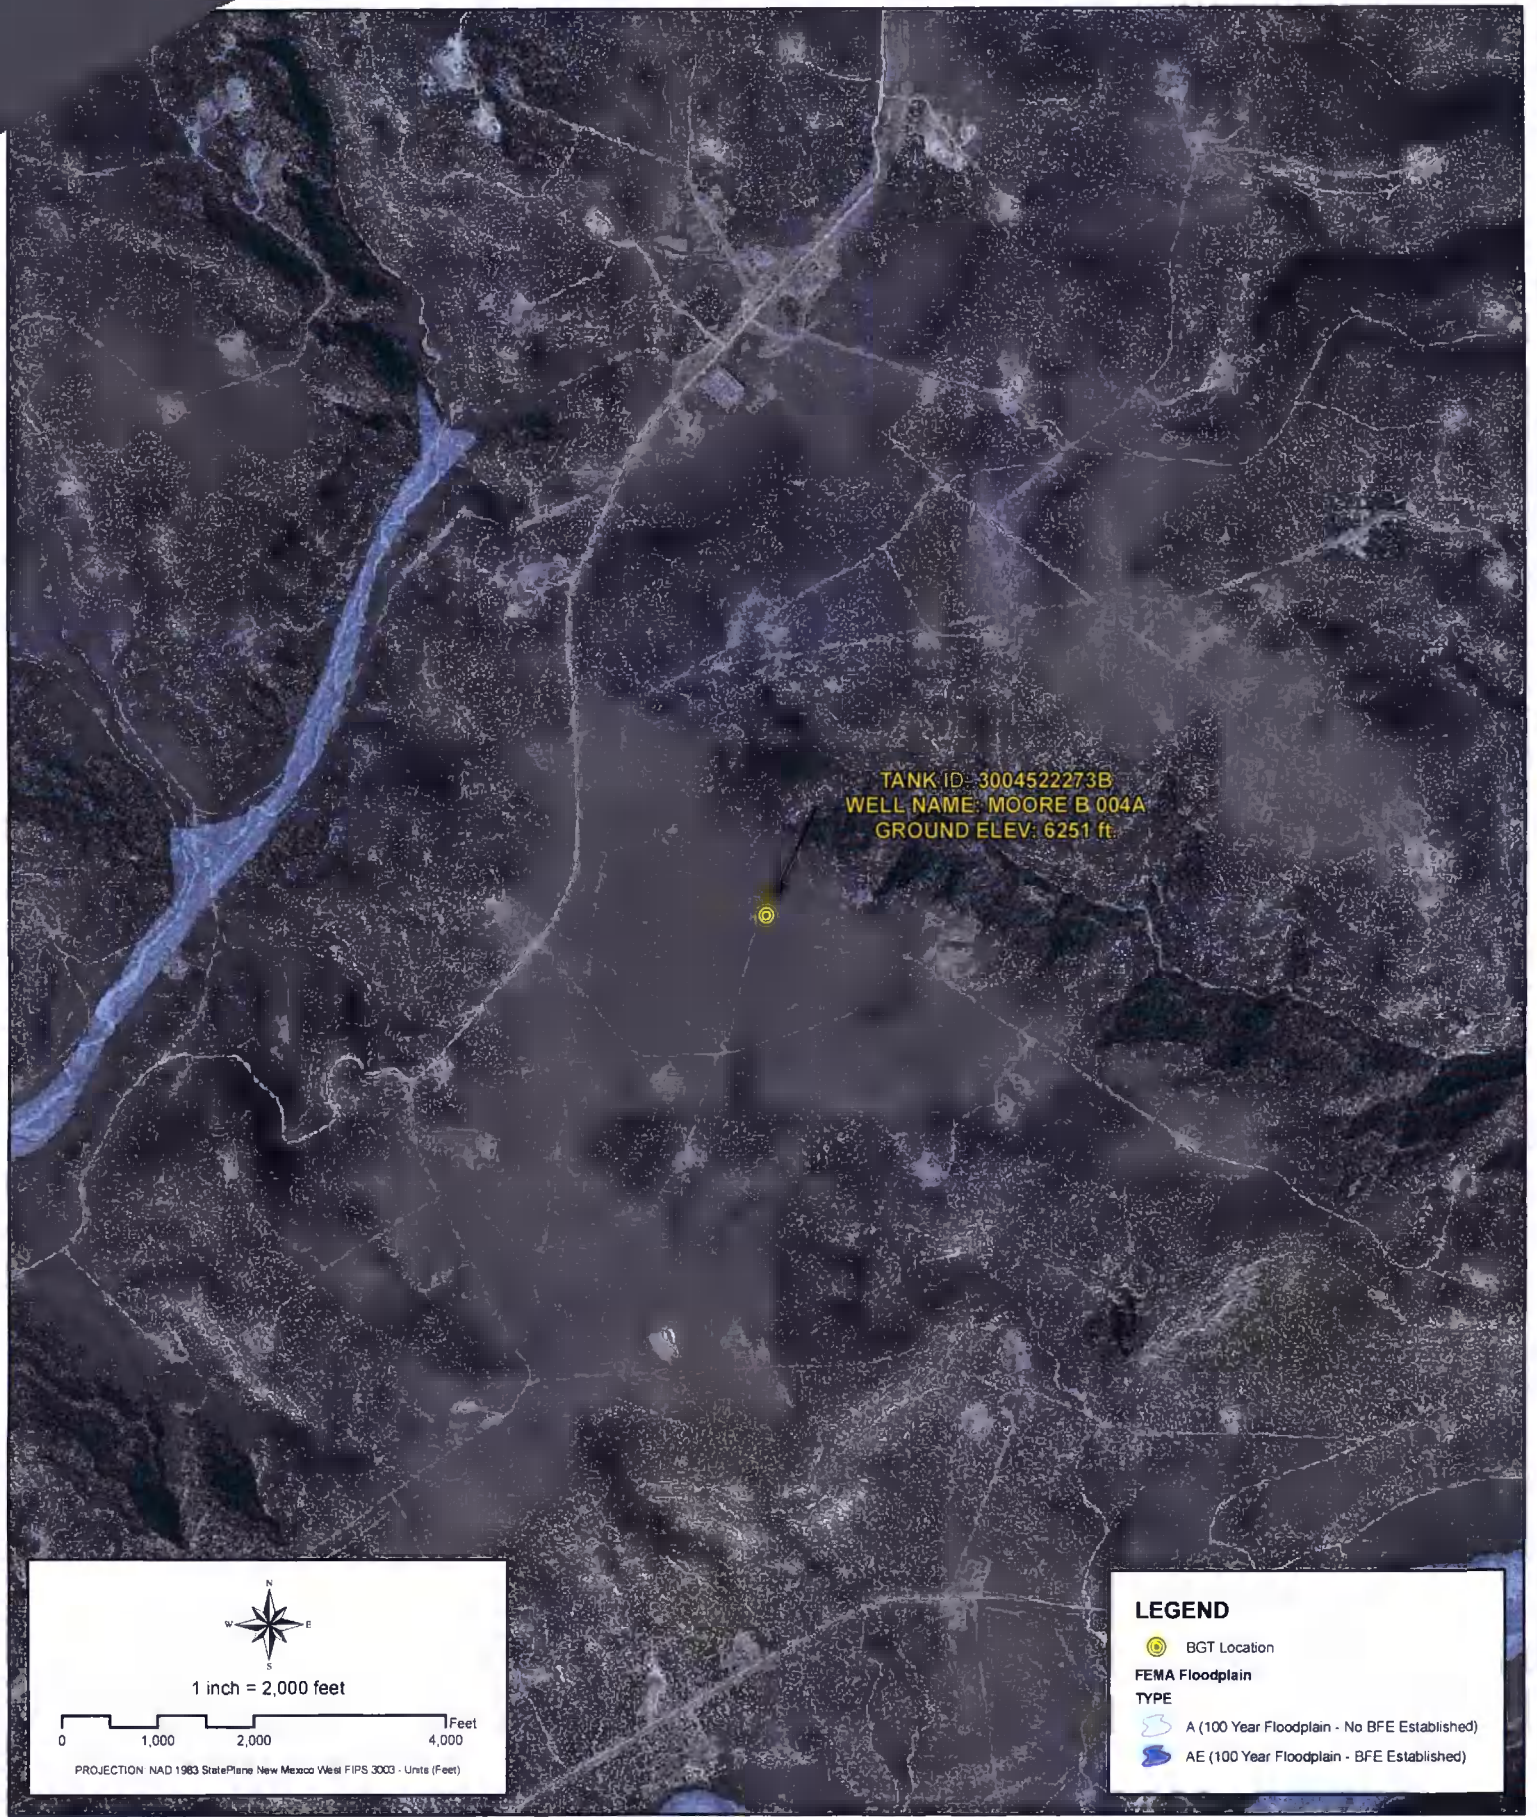 TANK ID: 3004522273B
WELL NAME: MOORE B 004A
GROUND ELEV: 6251 ft.
N
W E
S
1 inch = 2,000 feet
Feet
0 1,000 2,000 4,000
PROJECTION NAD 1983 StatePlane New Mexico West FIPS 3003 - Units (Feet)
LEGEND
BGT Location
FEMA Floodplain
TYPE
A (100 Year Floodplain - No BFE Established)
AE (100 Year Floodplain - BFE Established)